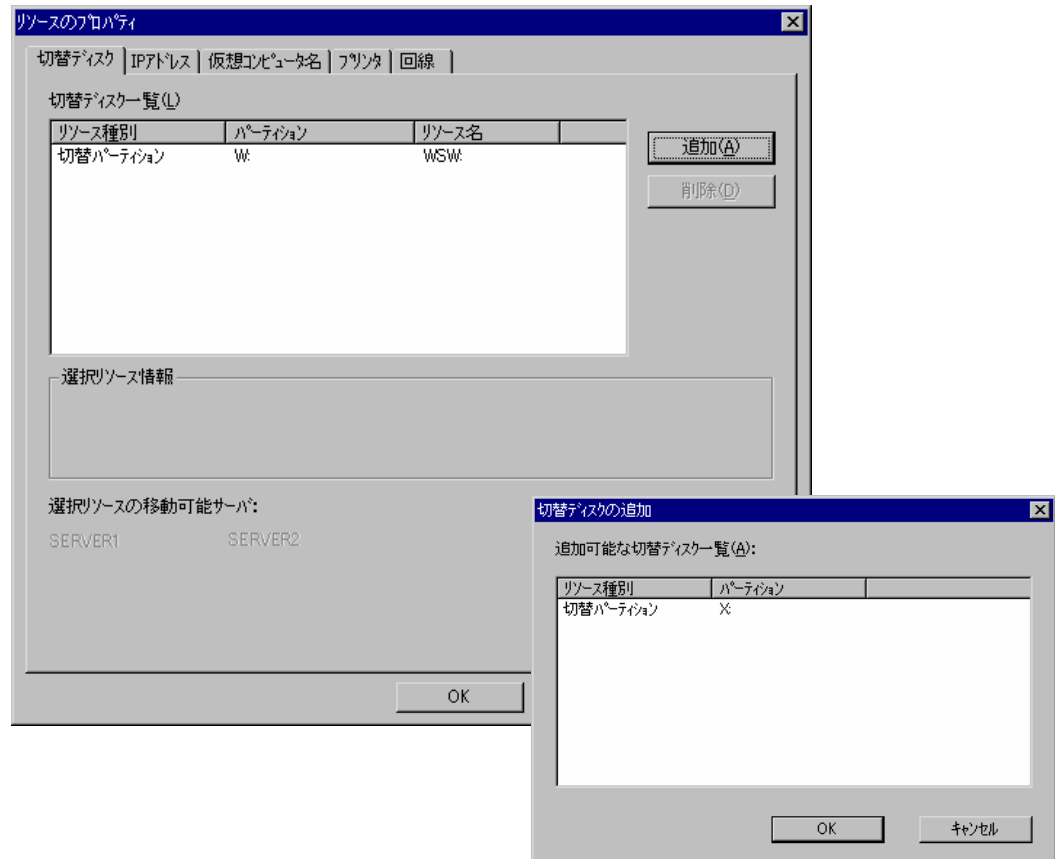 リソースのプロパティ
切替ディスク IPアドレス 仮想コンピュータ名 プリンタ 回線
切替ディスク一覧(L)
リソース種別 パーティション リソース名
切替パーティション W: WSW:
追加(A)
削除(D)
選択リソース情報
選択リソースの移動可能サーバ:
SERVER1 SERVER2
OK
切替ディスクの追加
追加可能な切替ディスク一覧(A):
リソース種別 パーティション
切替パーティション X:
OK キャンセル